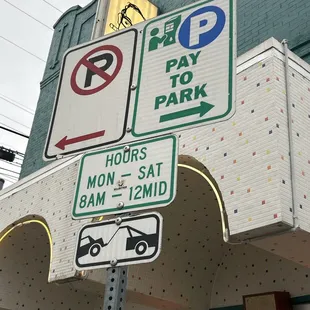 P
P
PAY
TO
PARK
HOURS
MON - SAT
8AM - 12MID